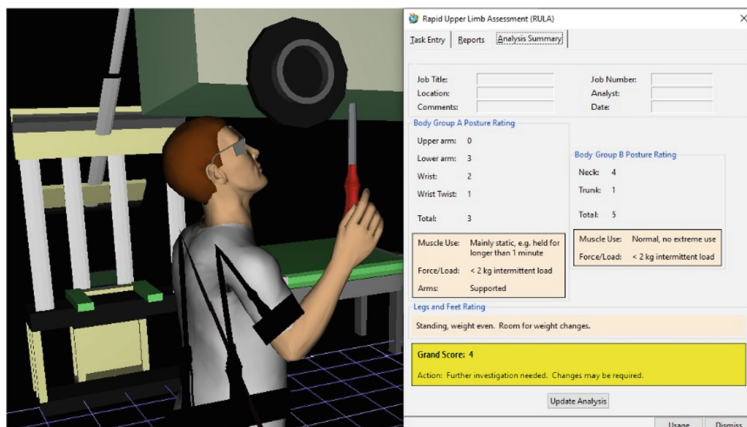 Rapid Upper Limb Assessment (RULA)
Task Entry Reports Analysis Summary
Job Title: Job Number:
Location: Analyst:
Comments: Date:
Body Group A Posture Rating
Upper arm: 0
Lower arm: 3
Wrist: 2
Wrist Twist: 1
Total: 3
Muscle Use: Mainly static, e.g. held for
longer than 1 minute
Force/Load: < 2 kg intermittent load
Arms: Supported
Body Group B Posture Rating
Neck: 4
Trunk: 1
Total: 5
Muscle Use: Normal, no extreme use
Force/Load: < 2 kg intermittent load
Legs and Feet Rating
Standing, weight even. Room for weight changes.
Grand Score: 4
Action: Further investigation needed. Changes may be required.
Update Analysis
Usage Dismiss